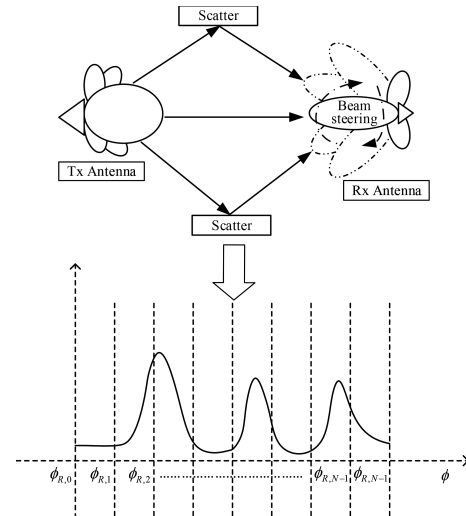 Scatter
Beam
steering
Tx Antenna
Rx Antenna
Scatter
ϕR,0 ϕR,1 ϕR,2 ........................ ϕR,N−1 ϕR,N−1 ϕ